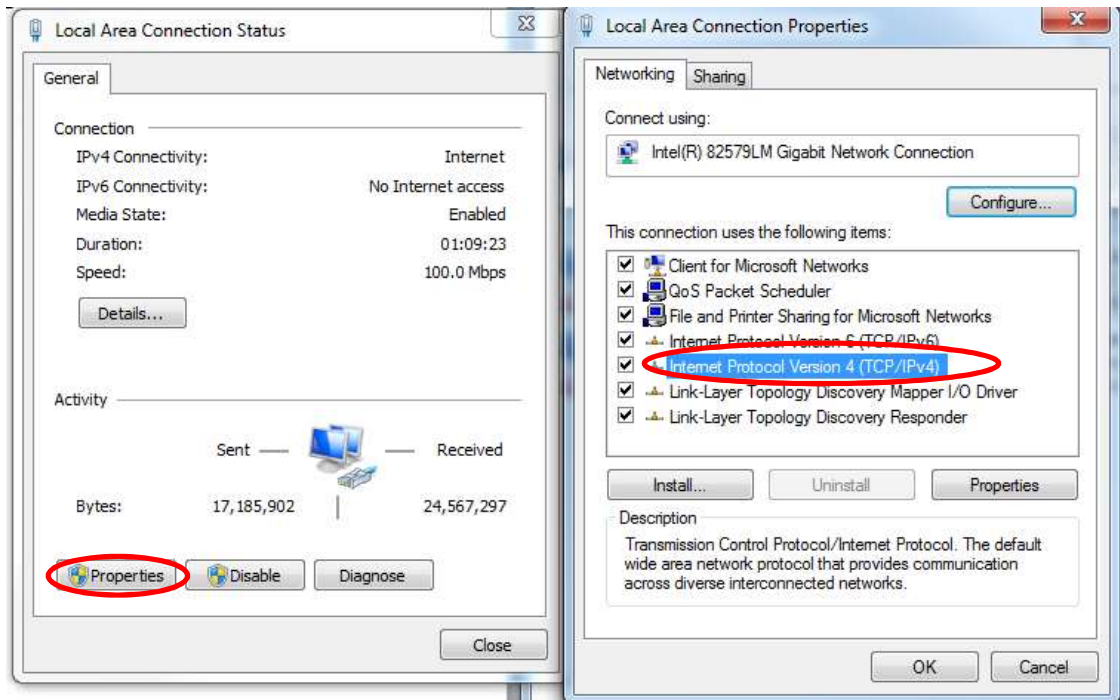 Local Area Connection Status
General
Connection
IPv4 Connectivity: Internet
IPv6 Connectivity: No Internet access
Media State: Enabled
Duration: 01:09:23
Speed: 100.0 Mbps
Details...
Activity
Sent Received
Bytes: 17,185,902 24,567,297
Properties Disable Diagnose
Close
Local Area Connection Properties
Networking Sharing
Connect using:
Intel(R) 82579LM Gigabit Network Connection
Configure...
This connection uses the following items:
Client for Microsoft Networks
QoS Packet Scheduler
File and Printer Sharing for Microsoft Networks
Internet Protocol Version 6 (TCP/IPv6)
Internet Protocol Version 4 (TCP/IPv4)
Link-Layer Topology Discovery Mapper I/O Driver
Link-Layer Topology Discovery Responder
Install... Uninstall Properties
Description
Transmission Control Protocol/Internet Protocol. The default
wide area network protocol that provides communication
across diverse interconnected networks.
OK Cancel